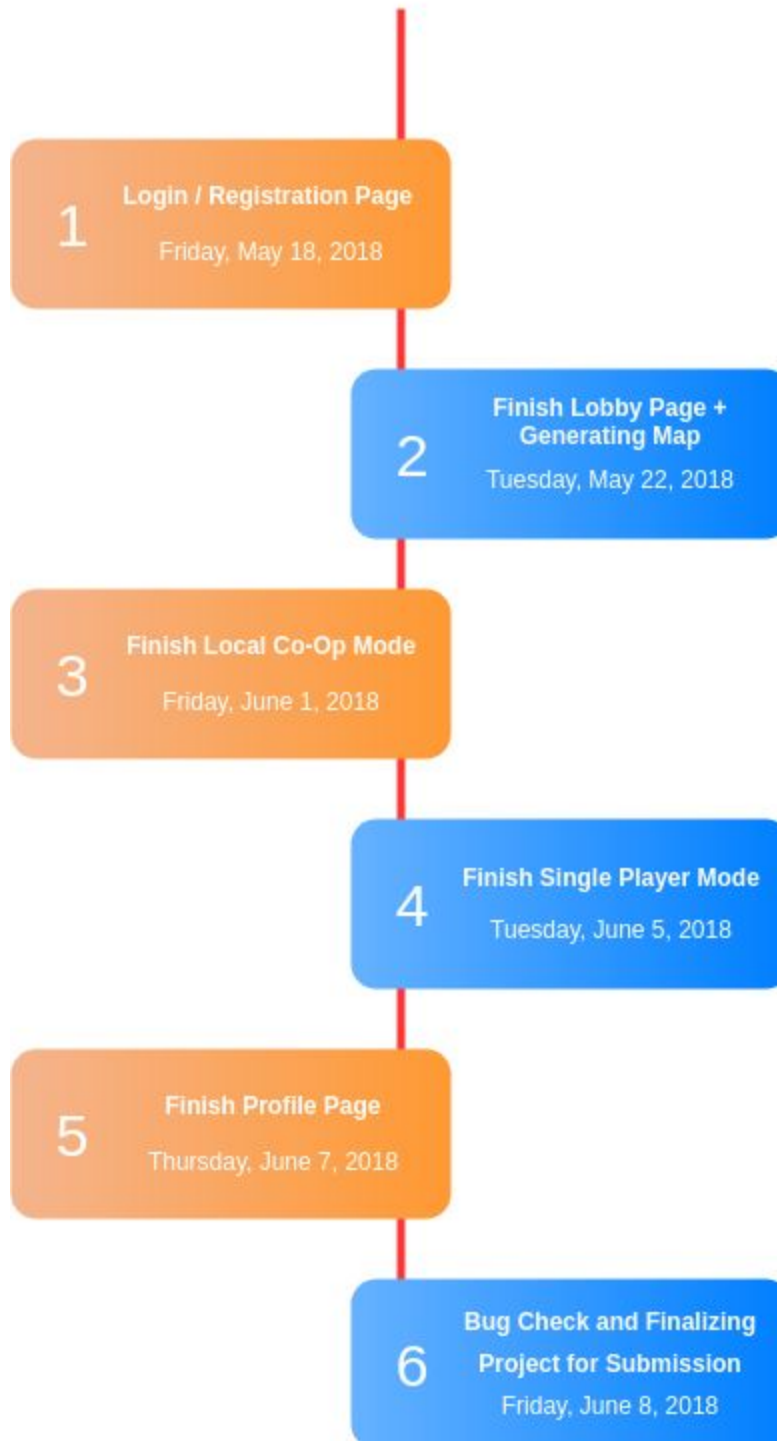 1
Login / Registration Page
Friday, May 18, 2018
2
Finish Lobby Page +
Generating Map
Tuesday, May 22, 2018
3
Finish Local Co-Op Mode
Friday, June 1, 2018
4
Finish Single Player Mode
Tuesday, June 5, 2018
5
Finish Profile Page
Thursday, June 7, 2018
6
Bug Check and Finalizing
Project for Submission
Friday, June 8, 2018